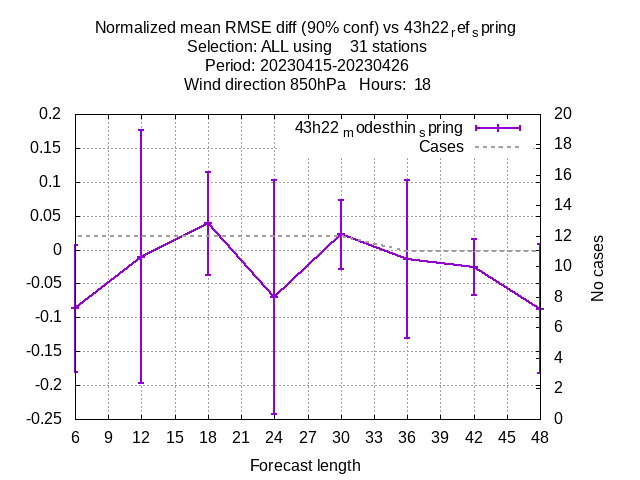 Normalized mean RMSE diff (90% conf) vs 43h22refspring
Selection: ALL using 31 stations
Period: 20230415-20230426
Wind direction 850hPa Hours: 18
43h22modesthinspring
Cases
0.2
0.15
0.1
0.05
0
-0.05
-0.1
-0.15
-0.2
-0.25
20
18
16
14
12
10
8
6
4
2
0
No cases
6 9 12 15 18 21 24 27 30 33 36 39 42 45 48
Forecast length